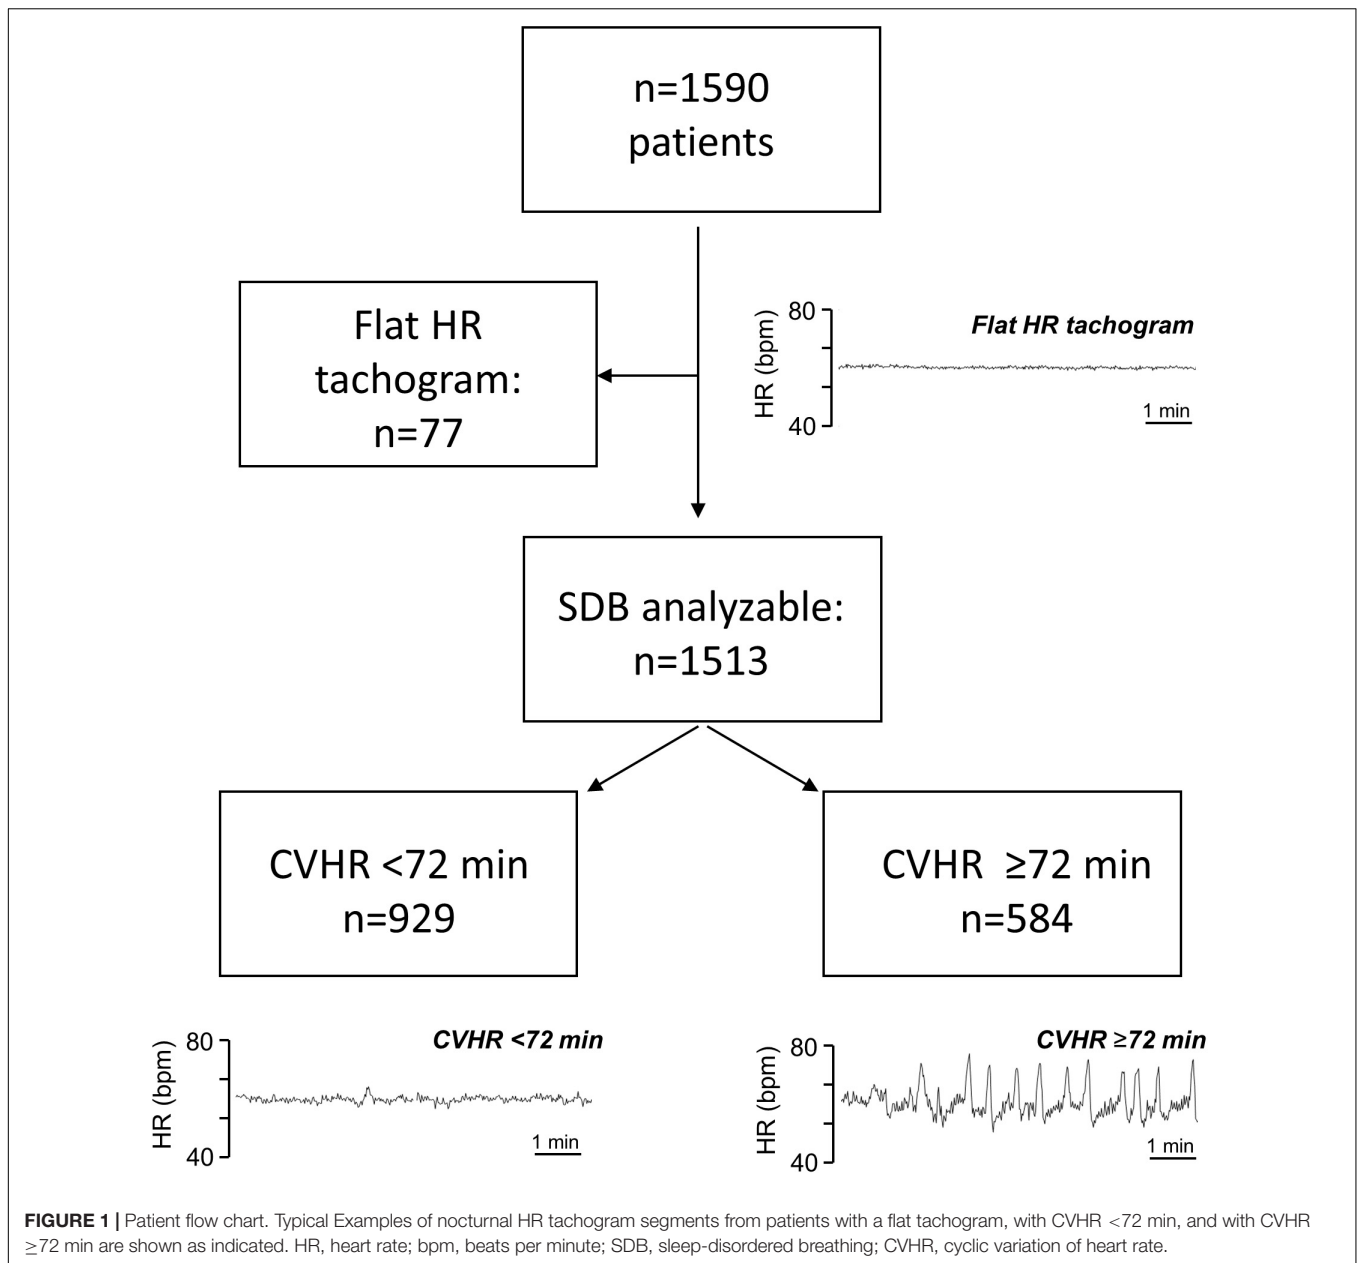 n=1590
patients
Flat HR
tachogram:
n=77
80
HR (bpm)
40
Flat HR tachogram
1 min
SDB analyzable:
n=1513
CVHR <72 min
n=929
CVHR ≥72 min
n=584
80
HR (bpm)
40
CVHR <72 min
1 min
80
HR (bpm)
40
CVHR ≥72 min
1 min
FIGURE 1 | Patient flow chart. Typical Examples of nocturnal HR tachogram segments from patients with a flat tachogram, with CVHR <72 min, and with CVHR
≥72 min are shown as indicated. HR, heart rate; bpm, beats per minute; SDB, sleep-disordered breathing; CVHR, cyclic variation of heart rate.